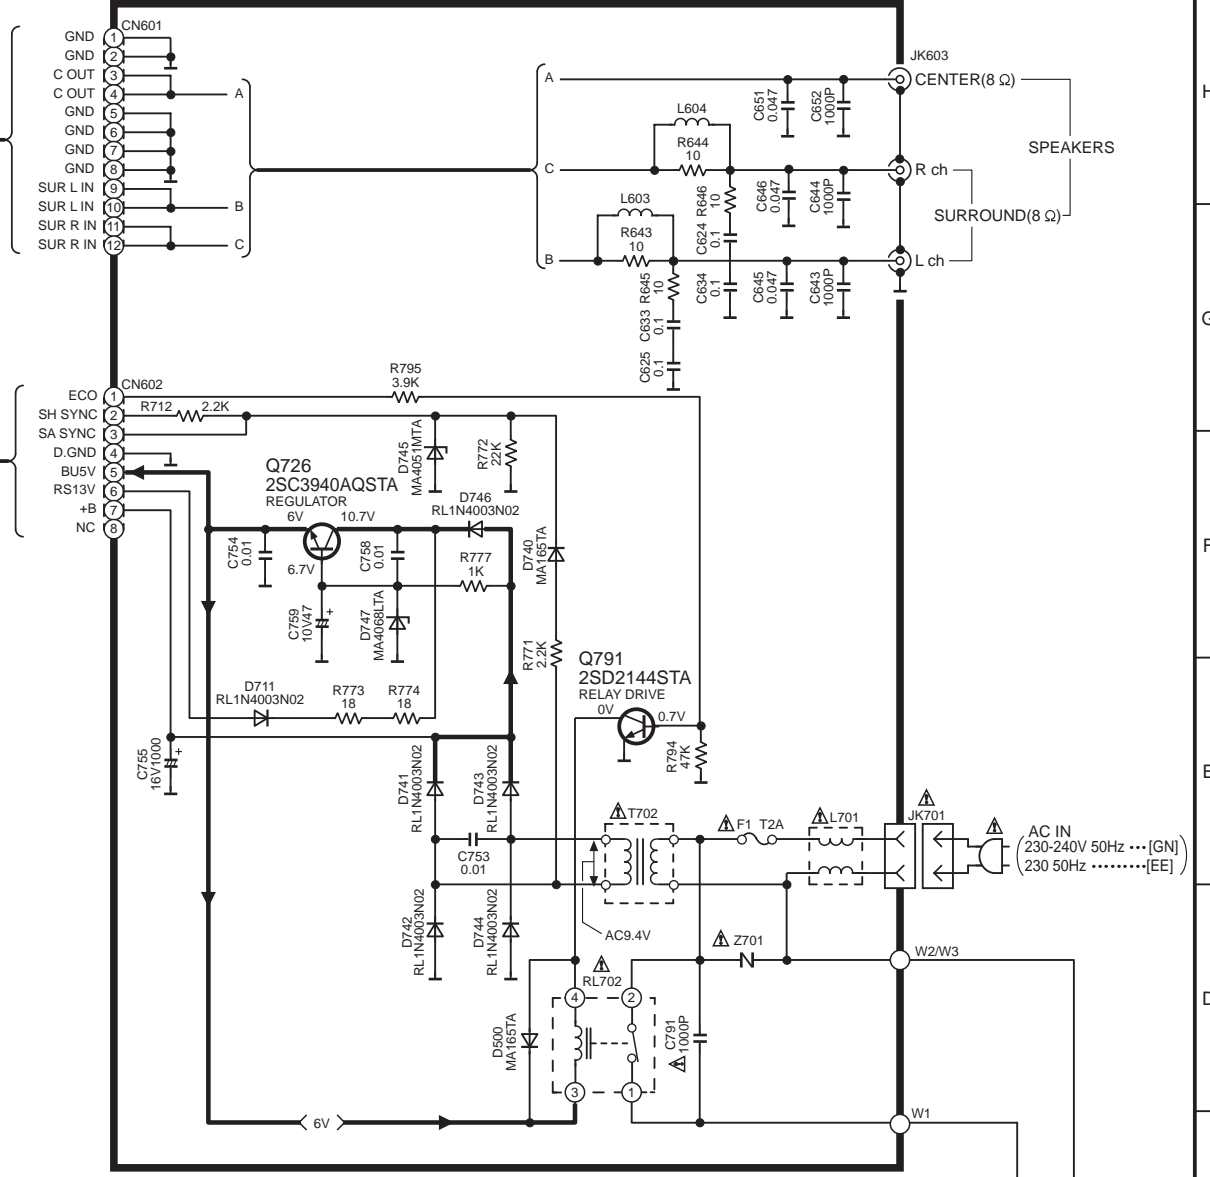 CN601
GND 1
GND 2
C OUT 3
C OUT 4
GND 5
GND 6
GND 7
GND 8
SUR L IN 9
SUR L IN 10
SUR R IN 11
SUR R IN 12
A
B
C
A
C
B
L604
R644
10
L603
R643
10
R646
10
C624
0.1
R645
10
C633
0.1
C625
0.1
C634
0.1
C651
0.047
C652
1000P
C646
0.047
C644
1000P
C645
0.047
C643
1000P
JK603
CENTER(8 Ω)
R ch
L ch
SURROUND(8 Ω)
SPEAKERS
H
G
F
E
D
CN602
ECO 1
SH SYNC 2
SA SYNC 3
D.GND 4
BU5V 5
RS13V 6
+B 7
NC 8
R795
3.9K
R712 2.2K
D745
MA4051MTA
R772
22K
Q726
2SC3940AQSTA
REGULATOR
6V 10.7V
6.7V
D746
RL1N4003N02
C754
0.01
C758
0.01
R777
1K
D740
MA165TA
C759
10V47
+
D747
MA4068LTA
R771
2.2K
Q791
2SD2144STA
RELAY DRIVE
0V
0.7V
R794
47K
D711
RL1N4003N02
R773
18
R774
18
C755
16V1000
+
D741
RL1N4003N02
D743
RL1N4003N02
C753
0.01
D742
RL1N4003N02
D744
RL1N4003N02
T702
AC9.4V
F1 T2A
L701
JK701
AC IN
230-240V 50Hz ···[GN]
230 50Hz ·········[EE]
Z701
W2/W3
RL702
4
2
3
1
D500
MA165TA
C791
1000P
6V
W1